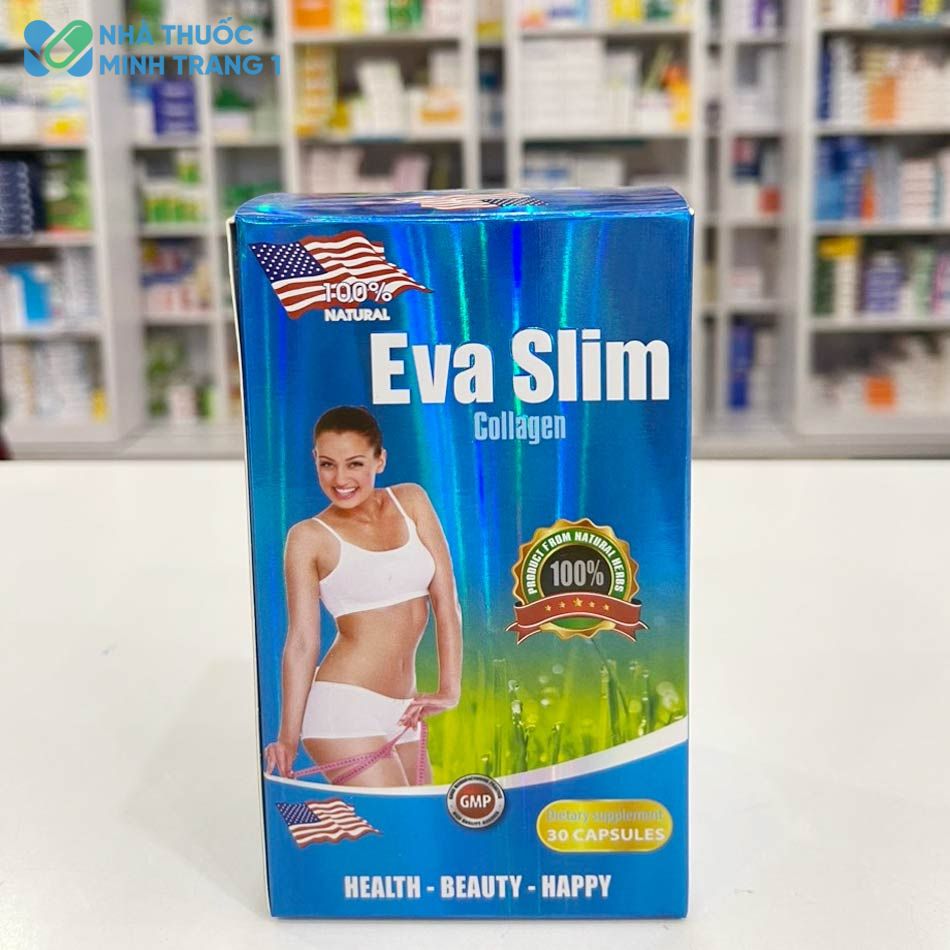 NHÀ THUỐC
MINH TRANG 1
100%
NATURAL
Eva Slim
Collagen
PRODUCT FROM NATURAL HERBS
100%
GMP
Dietary supplement
30 CAPSULES
HEALTH - BEAUTY - HAPPY